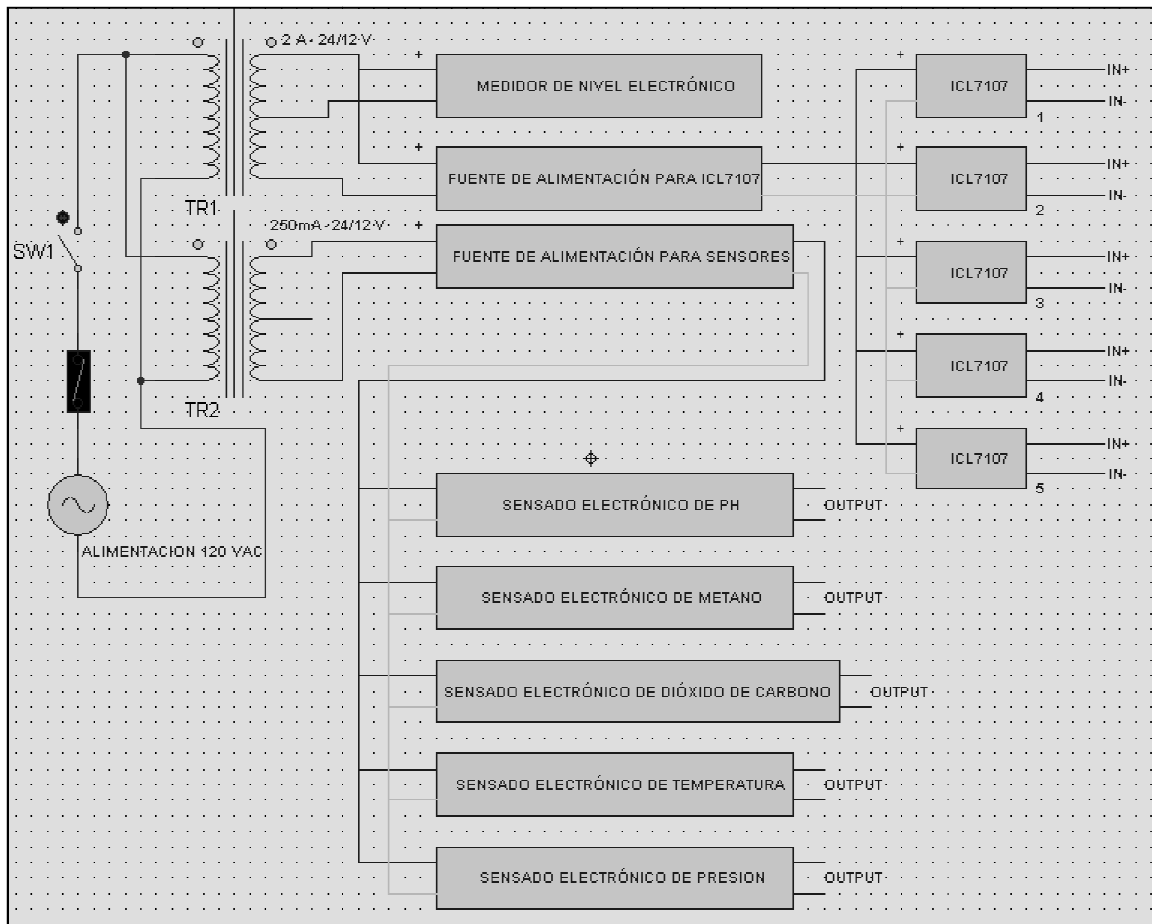 2 A - 24/12 V
+
MEDIDOR DE NIVEL ELECTRÓNICO
+
ICL7107
IN+
IN-
1
+
FUENTE DE ALIMENTACIÓN PARA ICL7107
+
ICL7107
IN+
IN-
2
TR1
250mA - 24/12 V
+
FUENTE DE ALIMENTACIÓN PARA SENSORES
SW1
+
ICL7107
IN+
IN-
3
+
ICL7107
IN+
IN-
4
TR2
+
ICL7107
IN+
IN-
5
ALIMENTACION 120 VAC
SENSADO ELECTRÓNICO DE PH
OUTPUT
SENSADO ELECTRÓNICO DE METANO
OUTPUT
SENSADO ELECTRÓNICO DE DIÓXIDO DE CARBONO
OUTPUT
SENSADO ELECTRÓNICO DE TEMPERATURA
OUTPUT
SENSADO ELECTRÓNICO DE PRESION
OUTPUT